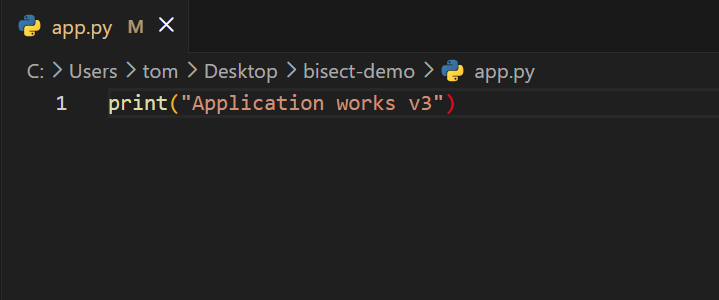 app.py M
C: > Users > tom > Desktop > bisect-demo > app.py
1 print("Application works v3")